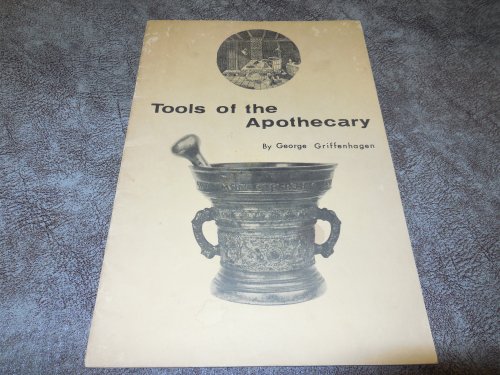 Tools of the
Apothecary
By George Griffenhagen